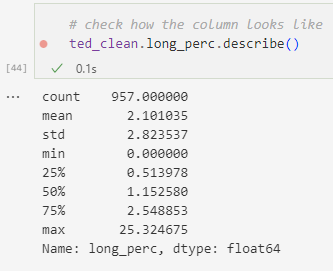 # check how the column looks like
ted_clean.long_perc.describe()
[44] 0.1s
... count 957.000000
mean 2.101035
std 2.823537
min 0.000000
25% 0.513978
50% 1.152580
75% 2.548853
max 25.324675
Name: long_perc, dtype: float64